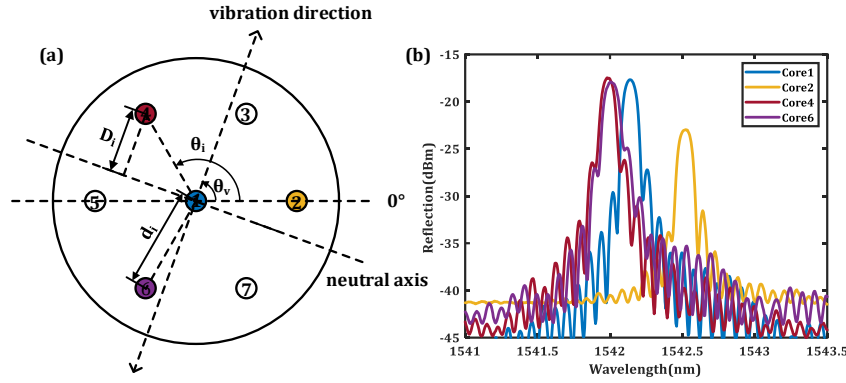 vibration direction
(a)
4
3
D_i
θ_i
θ_v
1
5
2
0°
d_i
6
7
neutral axis
(b)
-15
-20
-25
-30
-35
-40
-45
Reflection(dBm)
Core1
Core2
Core4
Core6
1541
1541.5
1542
1542.5
1543
1543.5
Wavelength(nm)